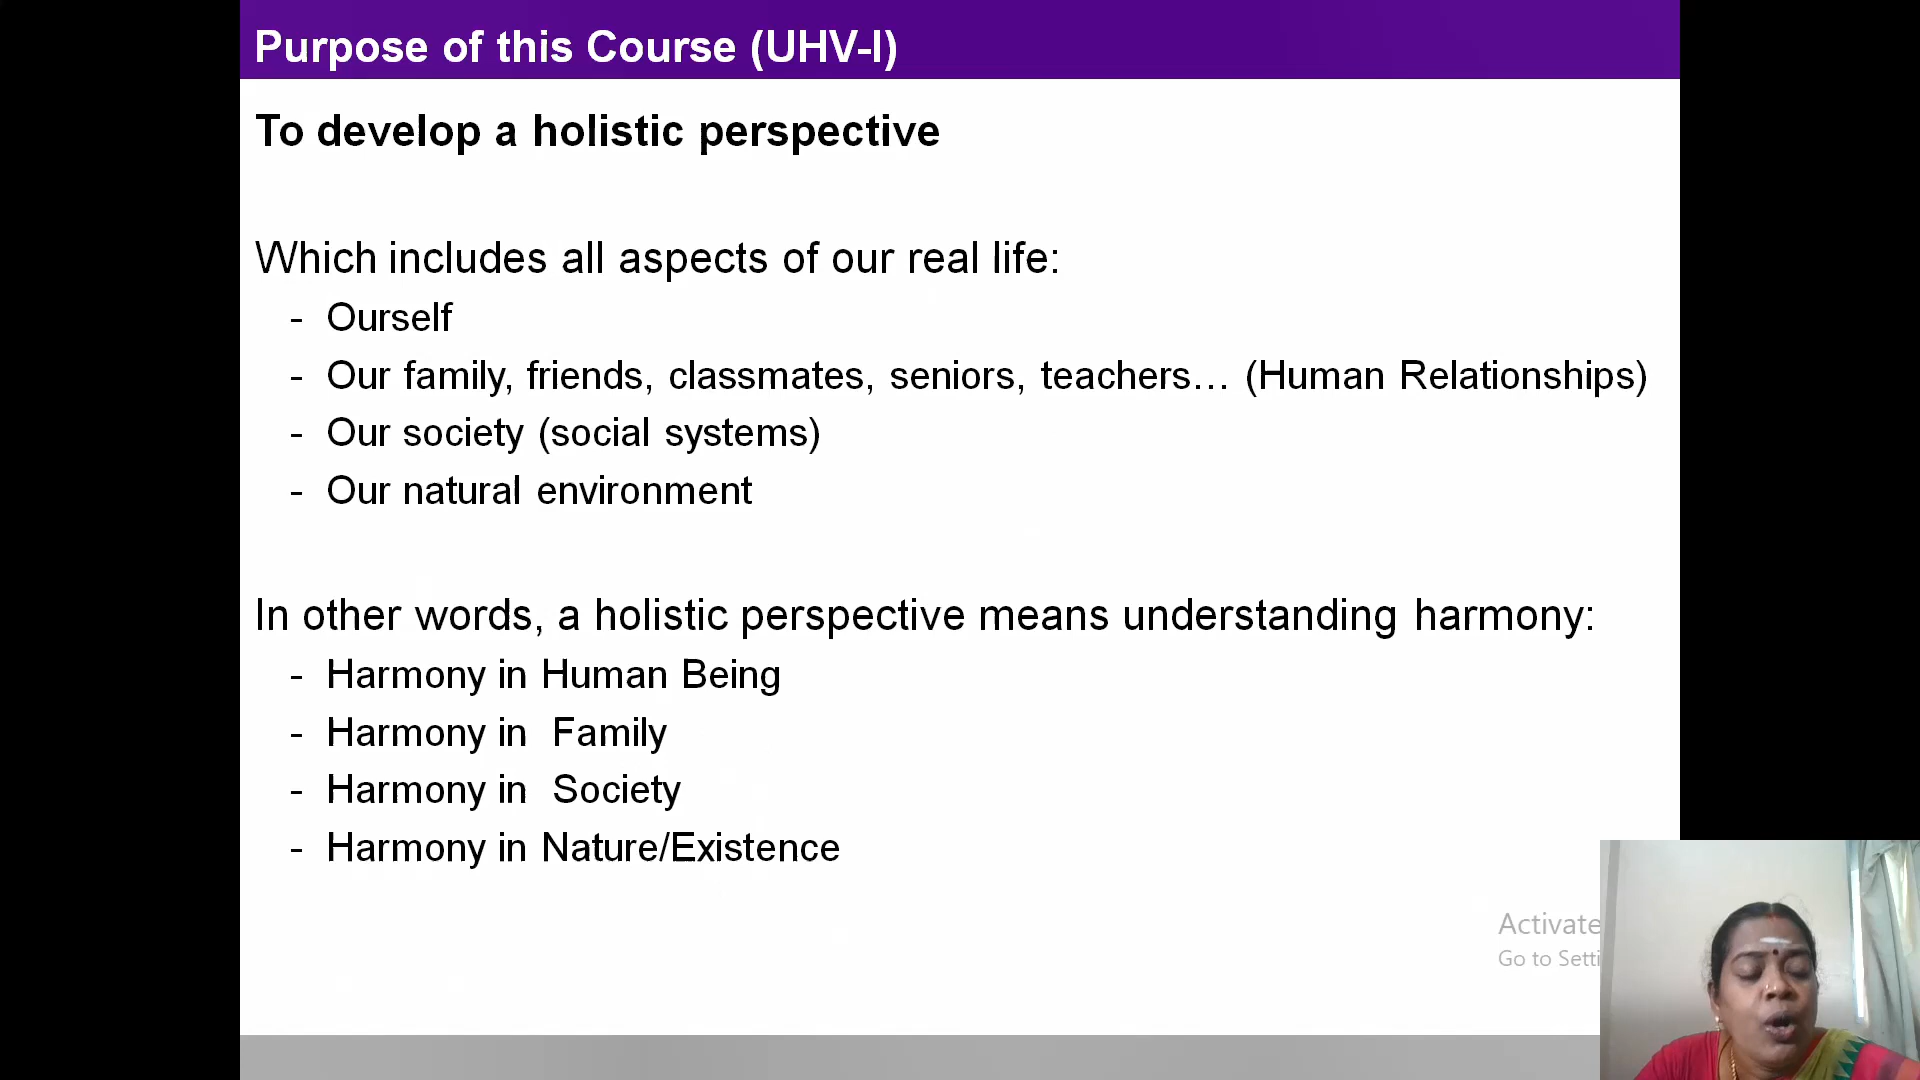 Purpose of this Course (UHV-I)
To develop a holistic perspective
Which includes all aspects of our real life:
- Ourself
- Our family, friends, classmates, seniors, teachers… (Human Relationships)
- Our society (social systems)
- Our natural environment
In other words, a holistic perspective means understanding harmony:
- Harmony in Human Being
- Harmony in  Family
- Harmony in  Society
- Harmony in Nature/Existence
Activate
Go to Setti